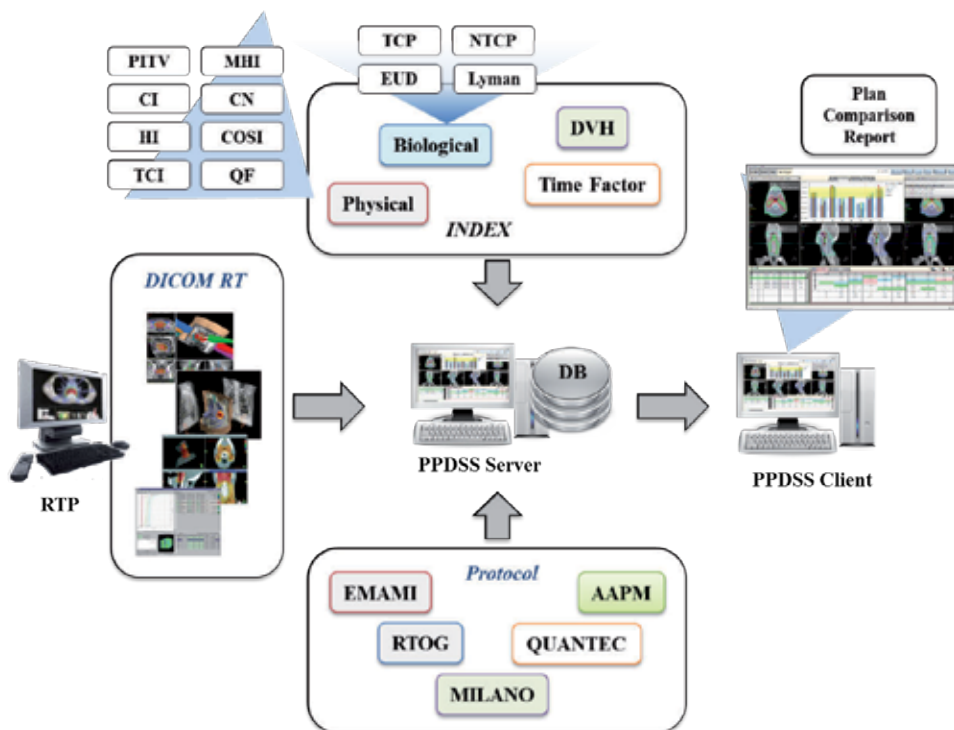 TCP NTCP
PITV MHI
EUD Lyman
CI CN
HI COSI
TCI QF
Biological DVH
Physical Time Factor
INDEX
Plan
Comparison
Report
DICOM RT
RTP
DB
PPDSS Server
PPDSS Client
Protocol
EMAMI AAPM
RTOG QUANTEC
MILANO